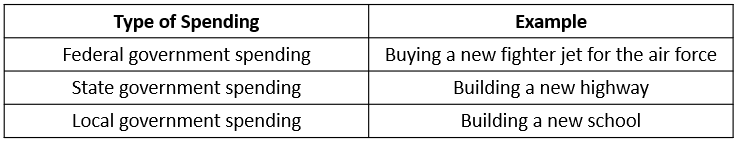 Type of Spending Example
Federal government spending Buying a new fighter jet for the air force
State government spending Building a new highway
Local government spending Building a new school